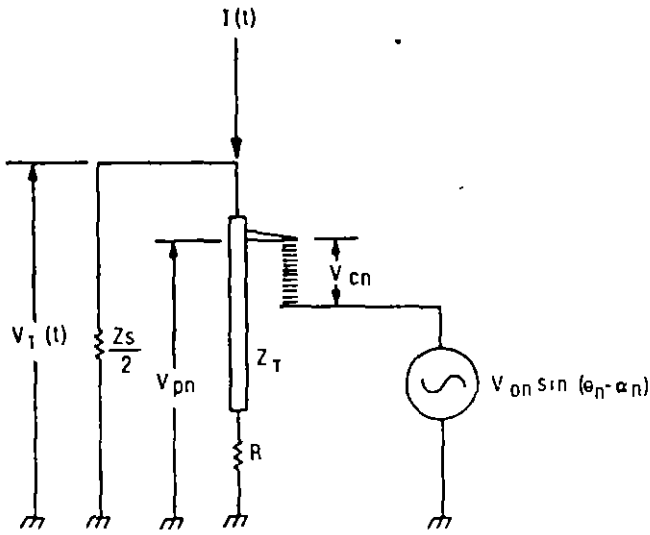 I(t)
V_T(t)
Zs/2
V_pn
Z_T
V_cn
R
V_on sin (θ_n - α_n)